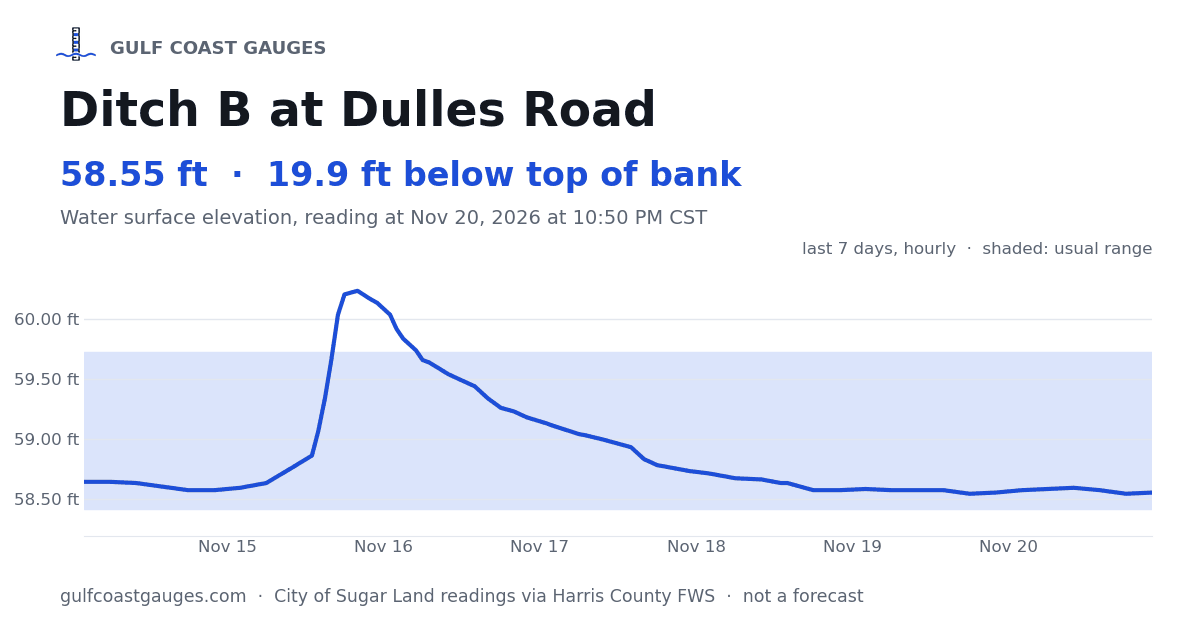 GULF COAST GAUGES
Ditch B at Dulles Road
58.55 ft · 19.9 ft below top of bank
Water surface elevation, reading at Nov 20, 2026 at 10:50 PM CST
last 7 days, hourly · shaded: usual range
60.00 ft
59.50 ft
59.00 ft
58.50 ft
Nov 15 Nov 16 Nov 17 Nov 18 Nov 19 Nov 20
gulfcoastgauges.com · City of Sugar Land readings via Harris County FWS · not a forecast